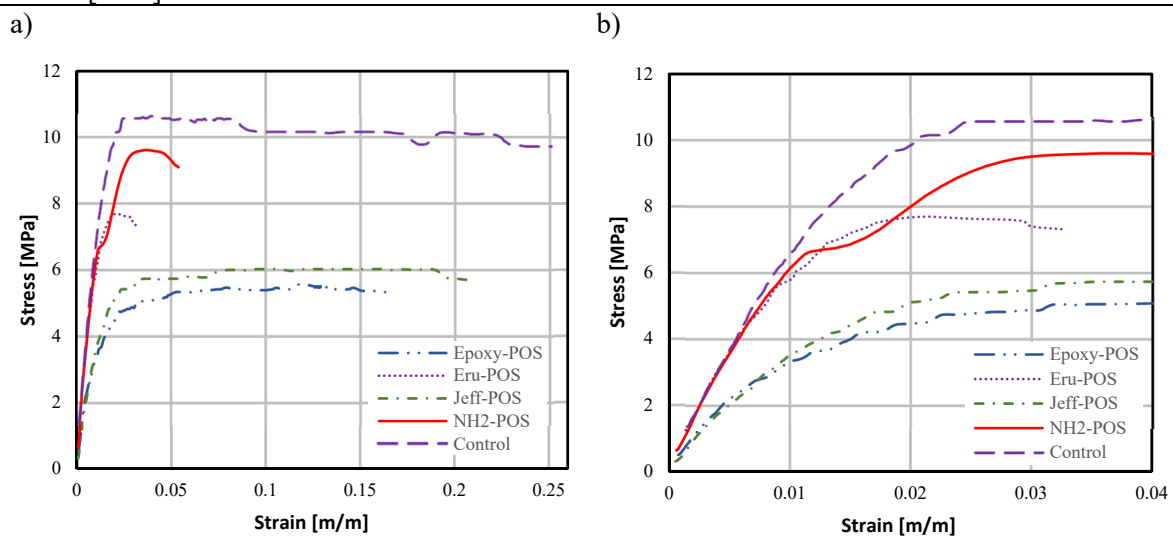 a)
12
10
8
6
4
2
0
Stress [MPa]
Epoxy-POS
Eru-POS
Jeff-POS
NH2-POS
Control
0 0.05 0.1 0.15 0.2 0.25
Strain [m/m]
b)
12
10
8
6
4
2
0
Stress [MPa]
Epoxy-POS
Eru-POS
Jeff-POS
NH2-POS
Control
0 0.01 0.02 0.03 0.04
Strain [m/m]